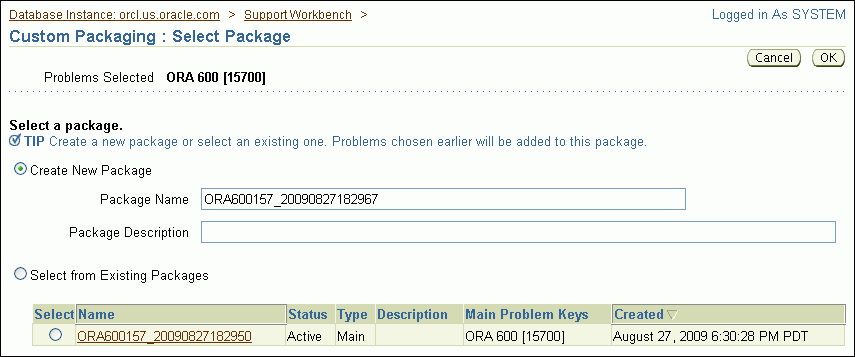 Database Instance: orcl.us.oracle.com > Support Workbench > Logged in As SYSTEM
Custom Packaging : Select Package
Cancel OK
Problems Selected ORA 600 [15700]
Select a package.
TIP Create a new package or select an existing one. Problems chosen earlier will be added to this package.
Create New Package
Package Name ORA600157_20090827182967
Package Description
Select from Existing Packages
Select Name Status Type Description Main Problem Keys Created
ORA600157_20090827182950 Active Main ORA 600 [15700] August 27, 2009 6:30:28 PM PDT